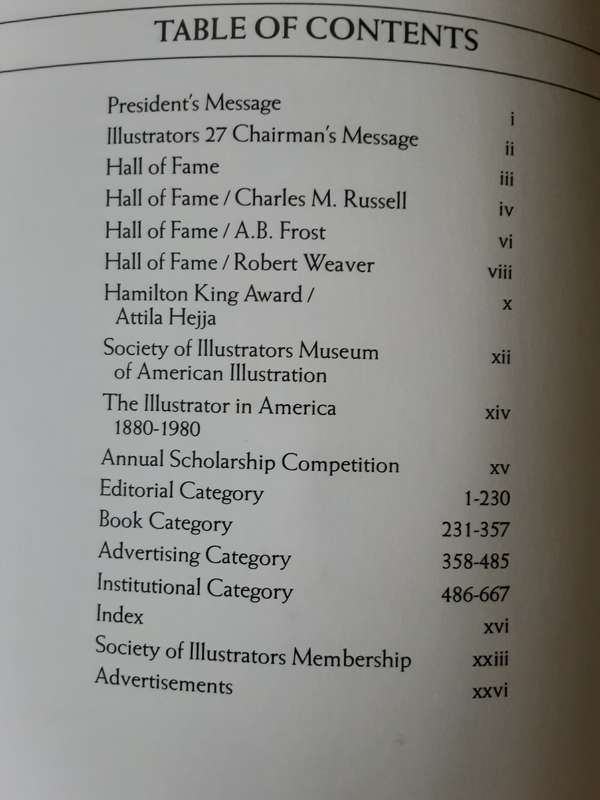 TABLE OF CONTENTS
President's Message i
Illustrators 27 Chairman's Message ii
Hall of Fame iii
Hall of Fame / Charles M. Russell iv
Hall of Fame / A.B. Frost vi
Hall of Fame / Robert Weaver viii
Hamilton King Award / x
Attila Hejja
Society of Illustrators Museum xii
of American Illustration
The Illustrator in America xiv
1880-1980
Annual Scholarship Competition xv
Editorial Category 1-230
Book Category 231-357
Advertising Category 358-485
Institutional Category 486-667
Index xvi
Society of Illustrators Membership xxiii
Advertisements xxvi